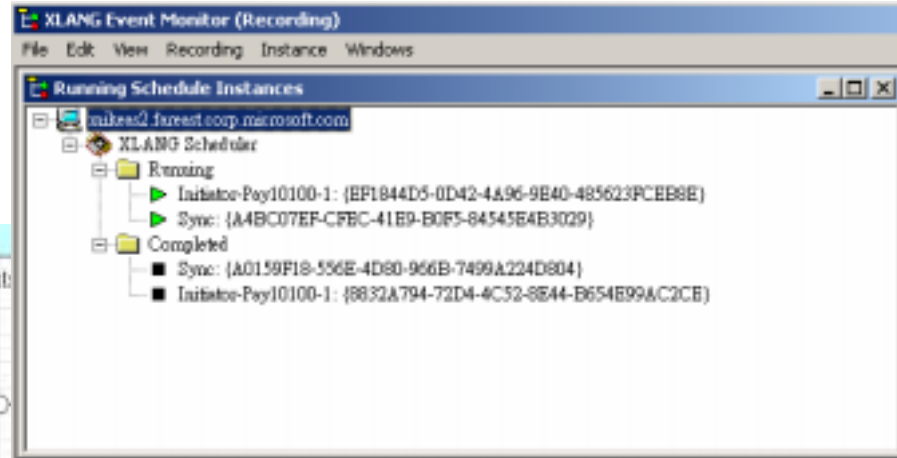 XLANG Event Monitor (Recording)
File Edit View Recording Instance Windows
Running Schedule Instances
mikeas2.fareast.corp.microsoft.com
XLANG Scheduler
Running
Initiator-Pay10100-1: {EF1844D5-0D42-4A96-9E40-485623FCEB8E}
Sync: {A4BC07EF-CFEC-41E9-B0F5-84545E4B3029}
Completed
Sync: {A0159F18-556E-4D80-966B-7499A224D804}
Initiator-Pay10100-1: {8832A794-72D4-4C52-8E44-B654E99AC2CE}